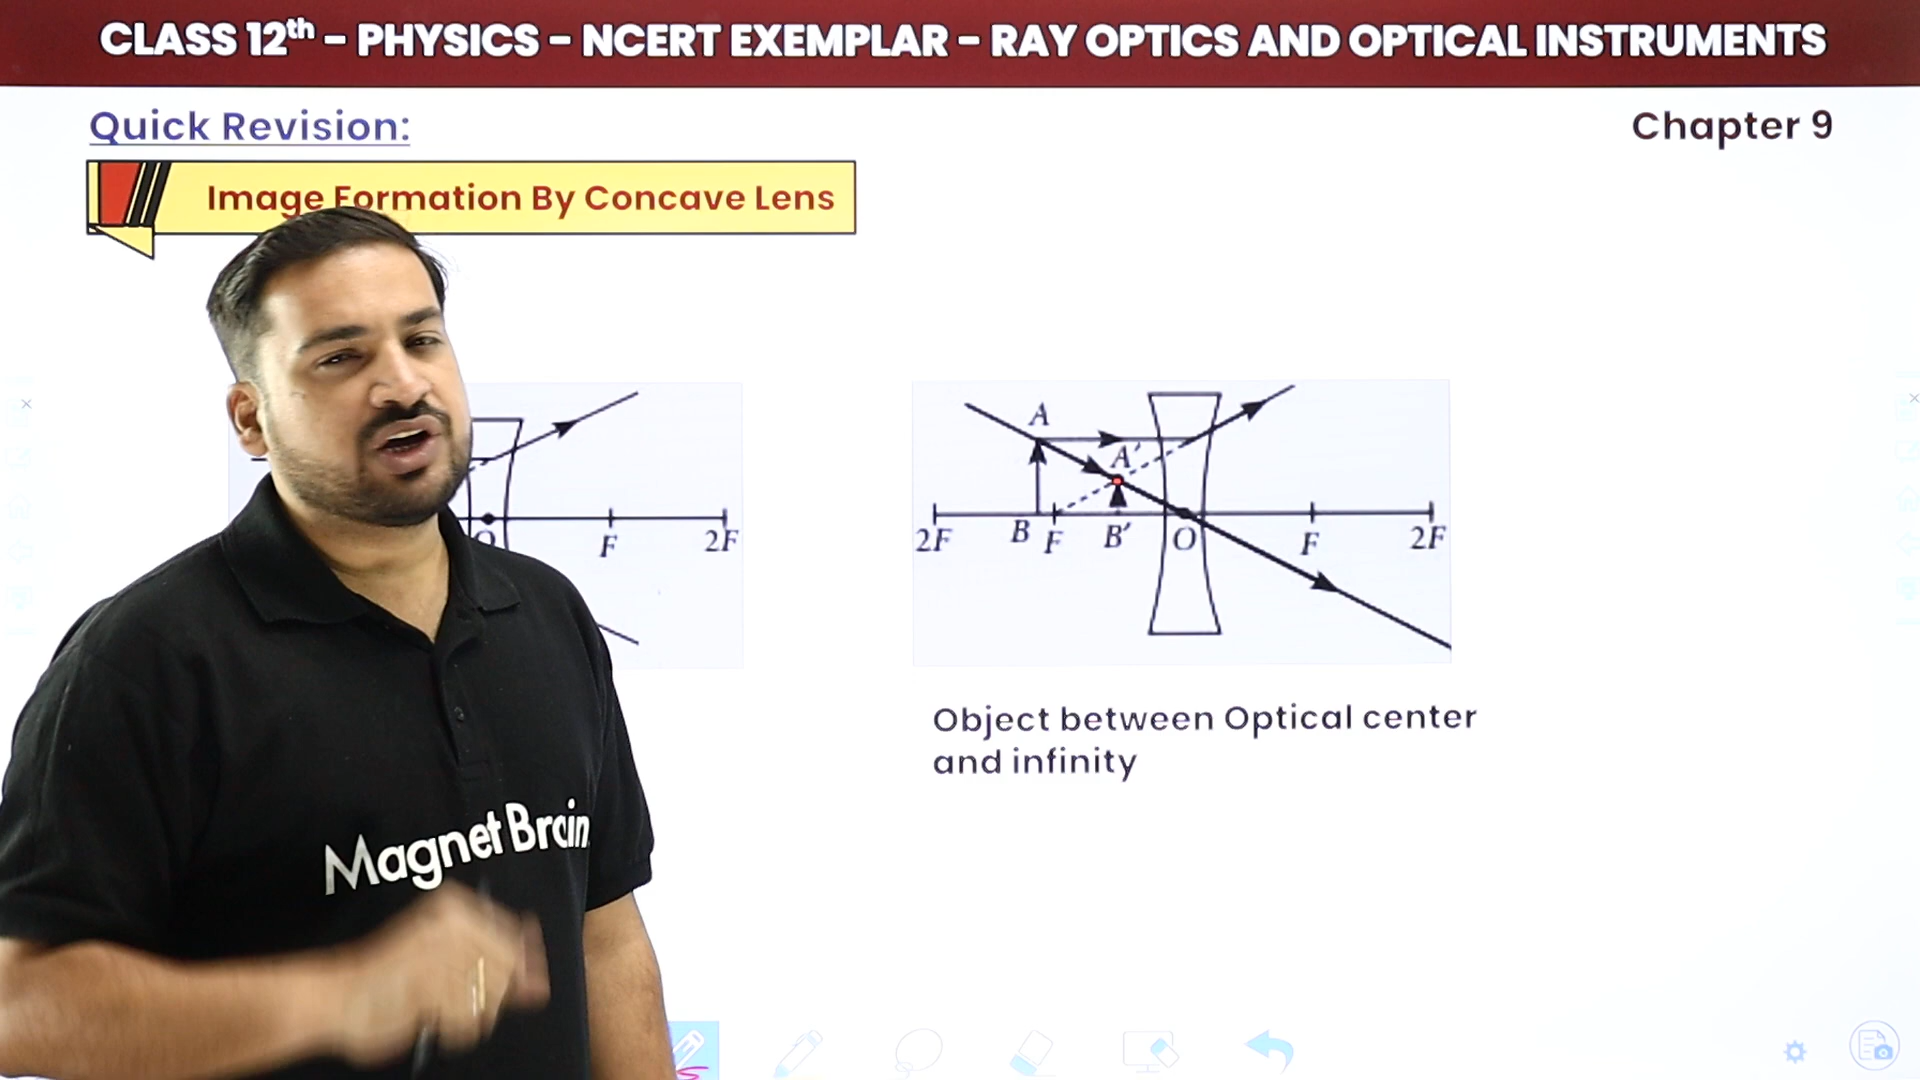 CLASS 12th - PHYSICS - NCERT EXEMPLAR - RAY OPTICS AND OPTICAL INSTRUMENTS
Quick Revision:
Chapter 9
Image Formation By Concave Lens
O
F
2F
A
A'
2F
B
F
B'
O
F
2F
Object between Optical center
and infinity
Magnet Brain